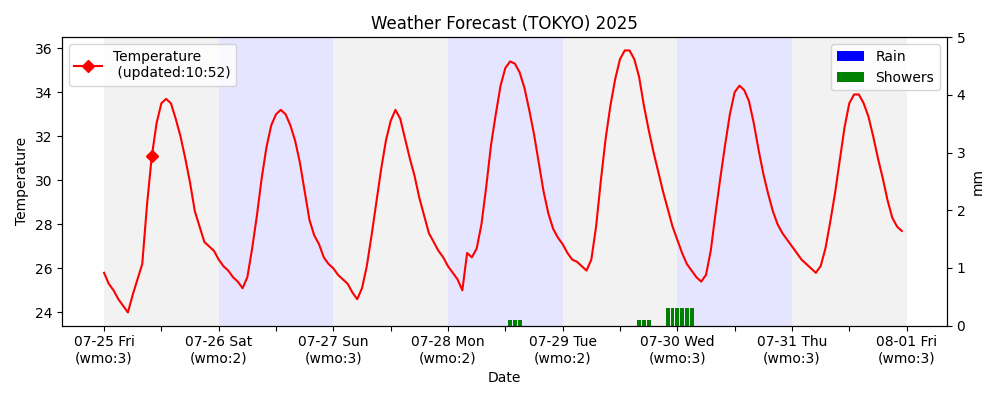 Weather Forecast (TOKYO) 2025
Temperature
(updated:10:52)
Rain
Showers
36
34
32
30
28
26
24
Temperature
5
4
3
2
1
0
mm
07-25 Fri
(wmo:3)
07-26 Sat
(wmo:2)
07-27 Sun
(wmo:3)
07-28 Mon
(wmo:2)
07-29 Tue
(wmo:2)
07-30 Wed
(wmo:3)
07-31 Thu
(wmo:3)
08-01 Fri
(wmo:3)
Date